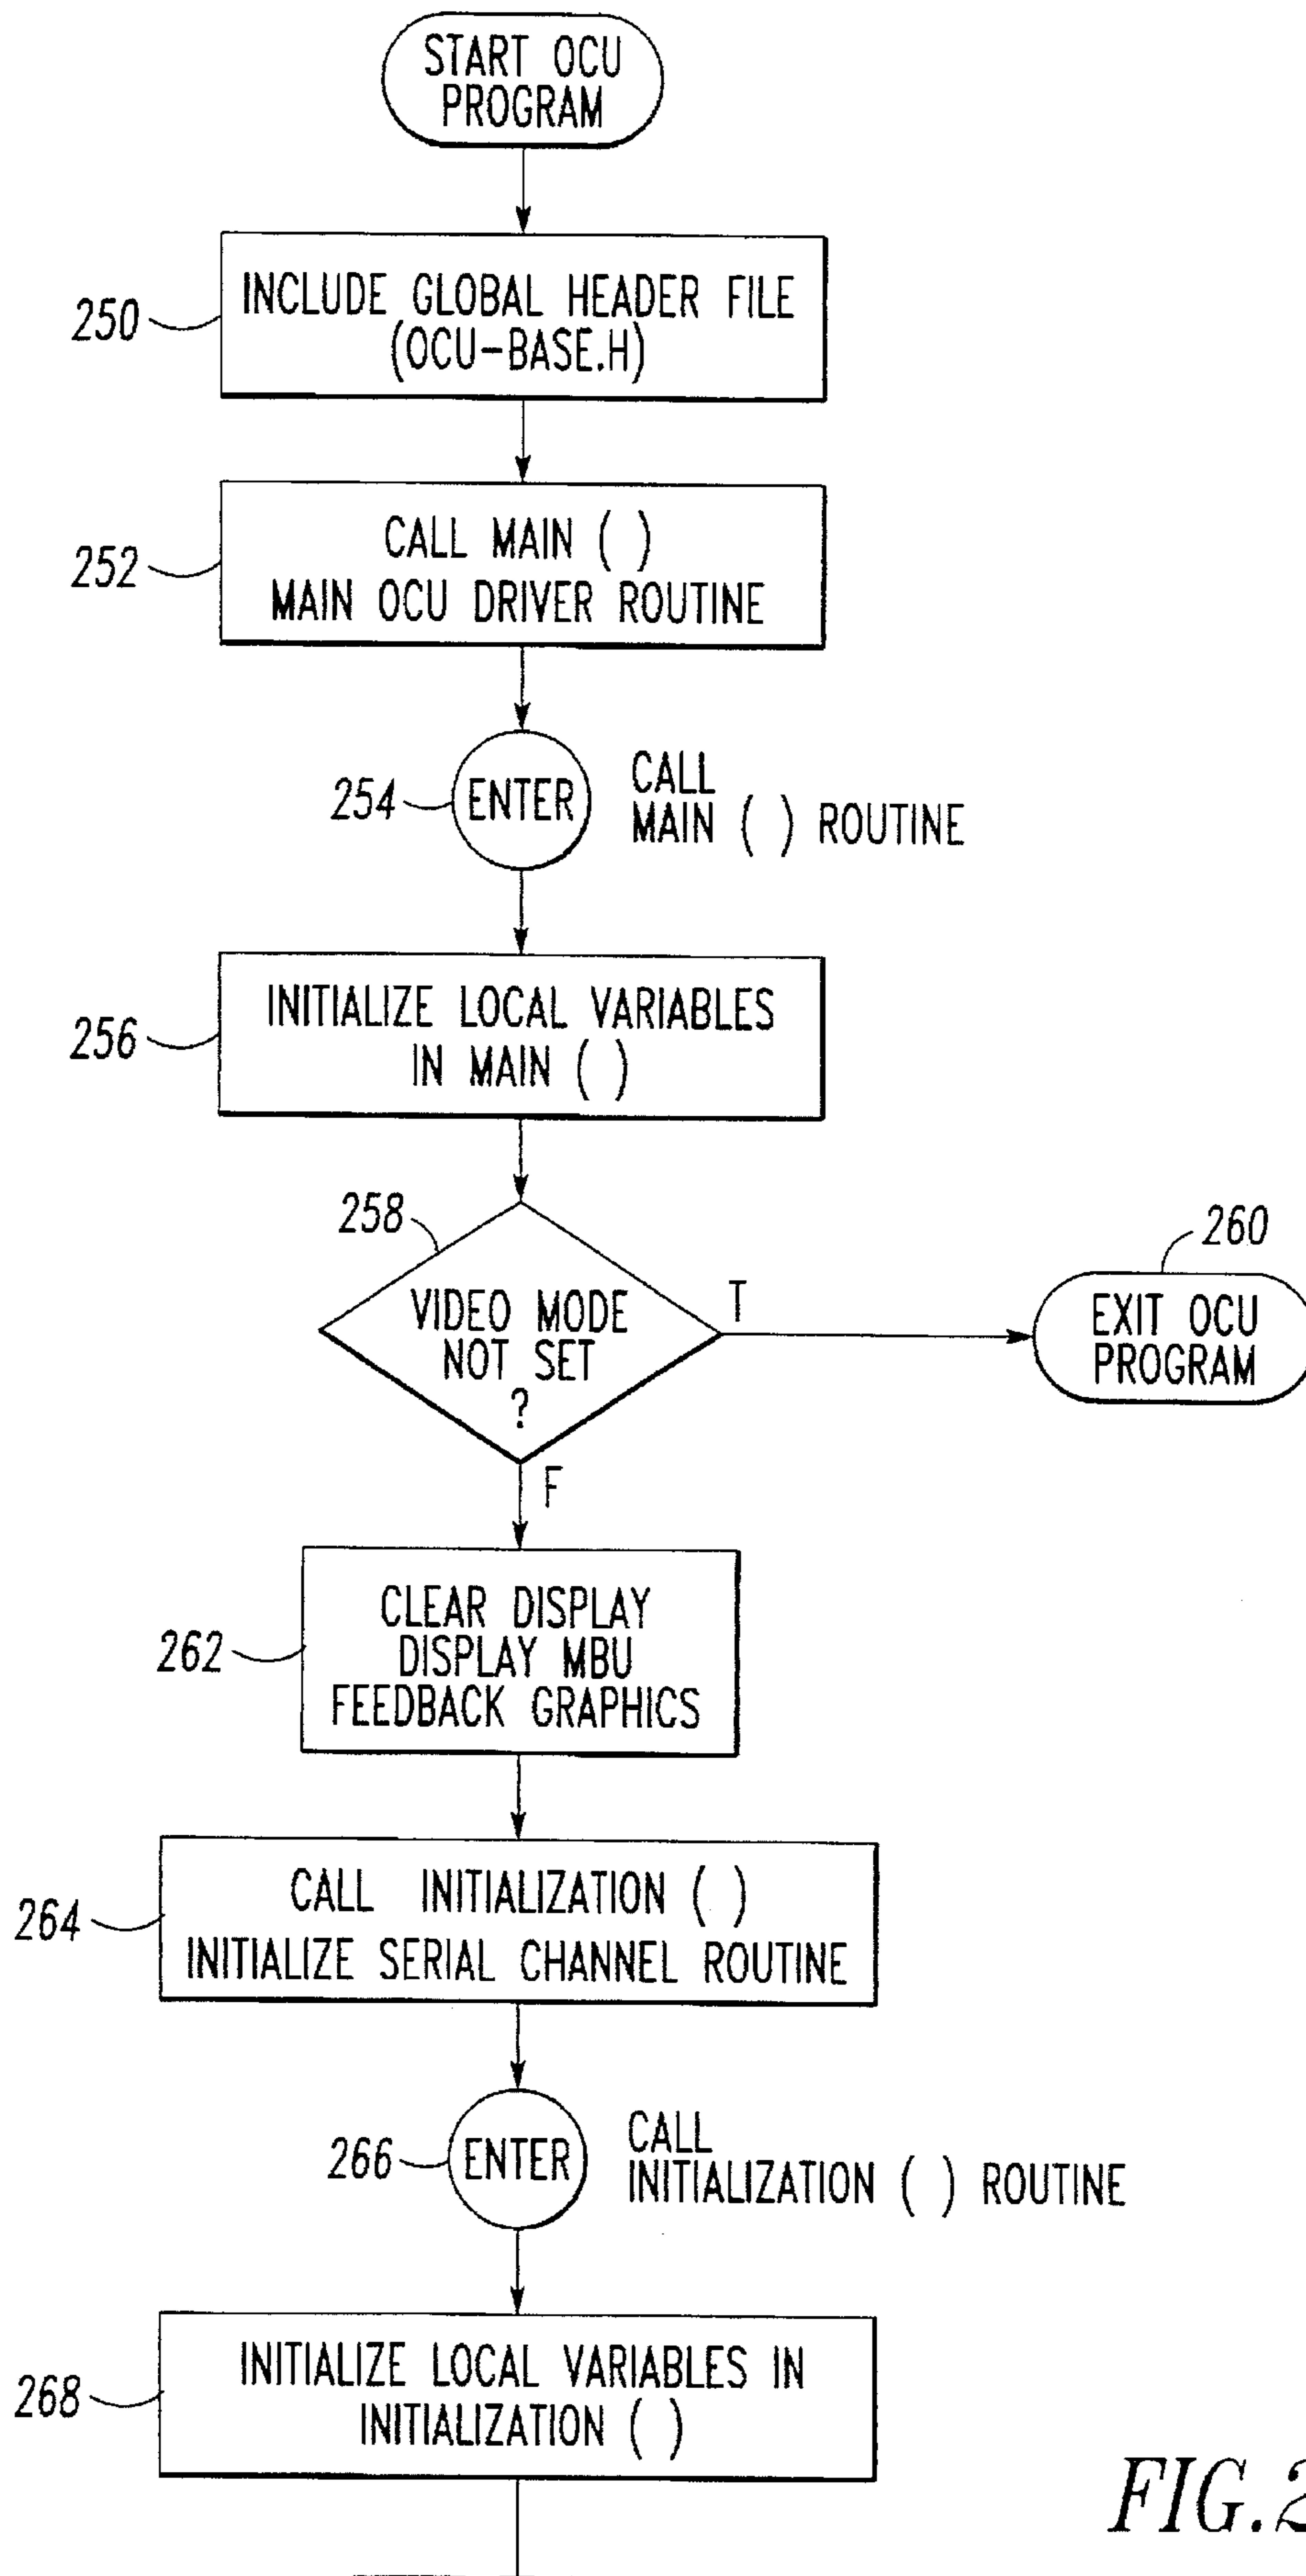 START OCU
PROGRAM
250
INCLUDE GLOBAL HEADER FILE
(OCU-BASE.H)
252
CALL MAIN ( )
MAIN OCU DRIVER ROUTINE
254
ENTER
CALL
MAIN ( ) ROUTINE
256
INITIALIZE LOCAL VARIABLES
IN MAIN ( )
258
VIDEO MODE
NOT SET
?
T
260
EXIT OCU
PROGRAM
F
262
CLEAR DISPLAY
DISPLAY MBU
FEEDBACK GRAPHICS
264
CALL INITIALIZATION ( )
INITIALIZE SERIAL CHANNEL ROUTINE
266
ENTER
CALL
INITIALIZATION ( ) ROUTINE
268
INITIALIZE LOCAL VARIABLES IN
INITIALIZATION ( )
FIG. 2